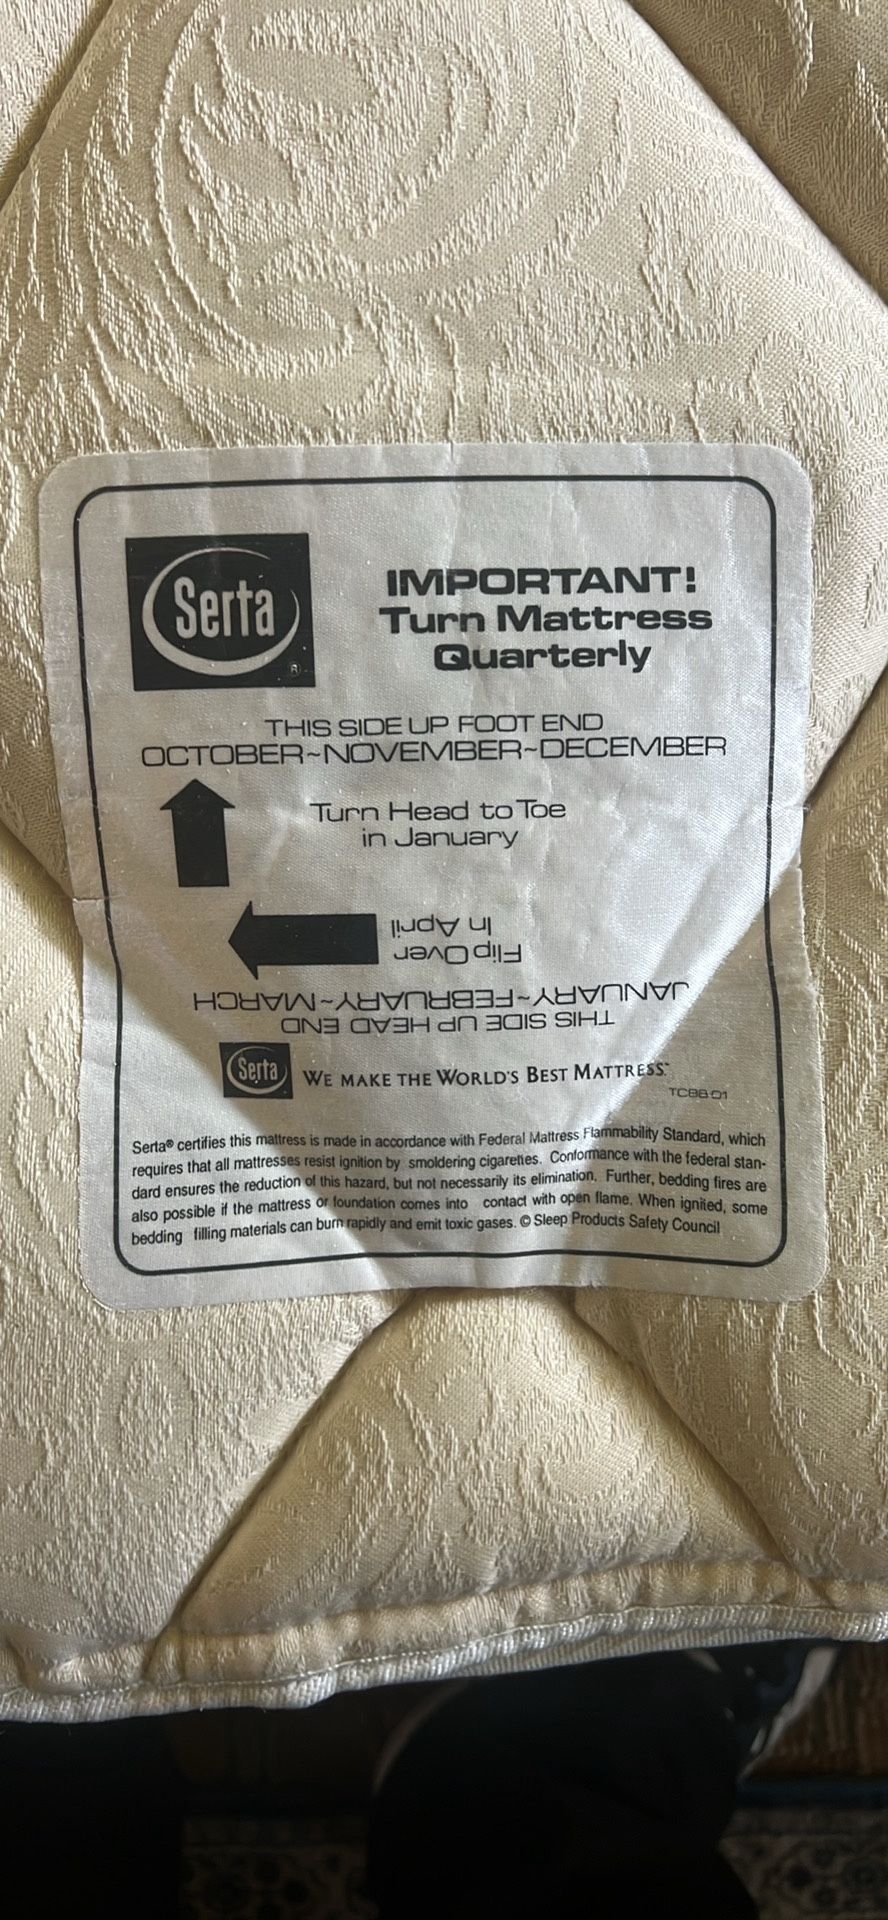 Serta
®
IMPORTANT!
Turn Mattress
Quarterly
THIS SIDE UP FOOT END
OCTOBER~NOVEMBER~DECEMBER
Turn Head to Toe
in January
THIS SIDE UP HEAD END
JANUARY~FEBRUARY~MARCH
Flip Over
In April
Serta
WE MAKE THE WORLD'S BEST MATTRESS.™
TCBB 01
Serta® certifies this mattress is made in accordance with Federal Mattress Flammability Standard, which
requires that all mattresses resist ignition by smoldering cigarettes. Conformance with the federal stan-
dard ensures the reduction of this hazard, but not necessarily its elimination. Further, bedding fires are
also possible if the mattress or foundation comes into contact with open flame. When ignited, some
bedding filling materials can burn rapidly and emit toxic gases. © Sleep Products Safety Council